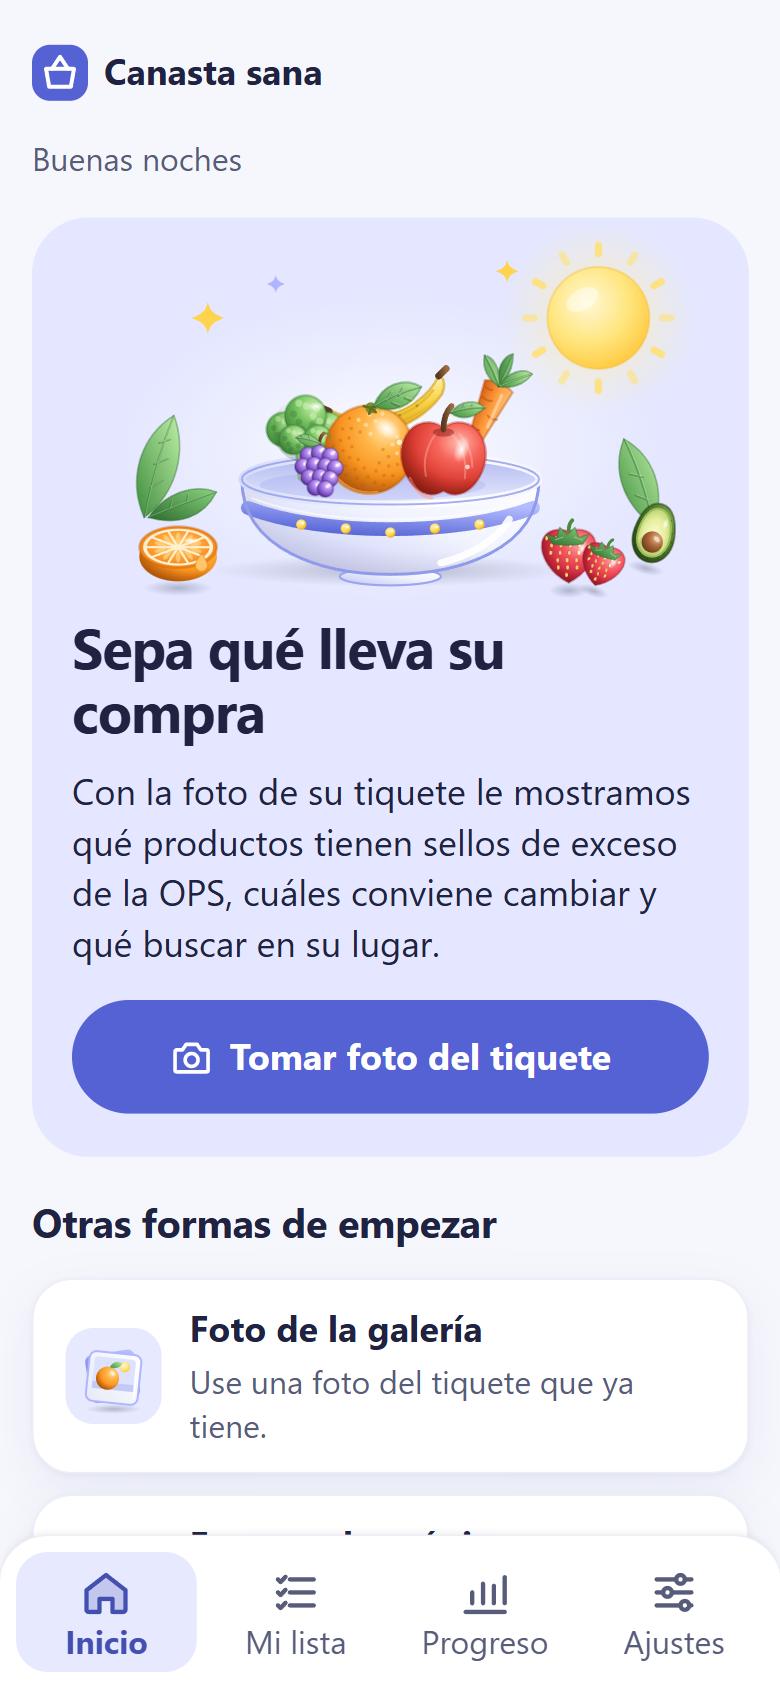 Canasta sana
Buenas noches
Sepa qué lleva su
compra
Con la foto de su tiquete le mostramos
qué productos tienen sellos de exceso
de la OPS, cuáles conviene cambiar y
qué buscar en su lugar.
Tomar foto del tiquete
Otras formas de empezar
Foto de la galería
Use una foto del tiquete que ya
tiene.
Inicio
Mi lista
Progreso
Ajustes